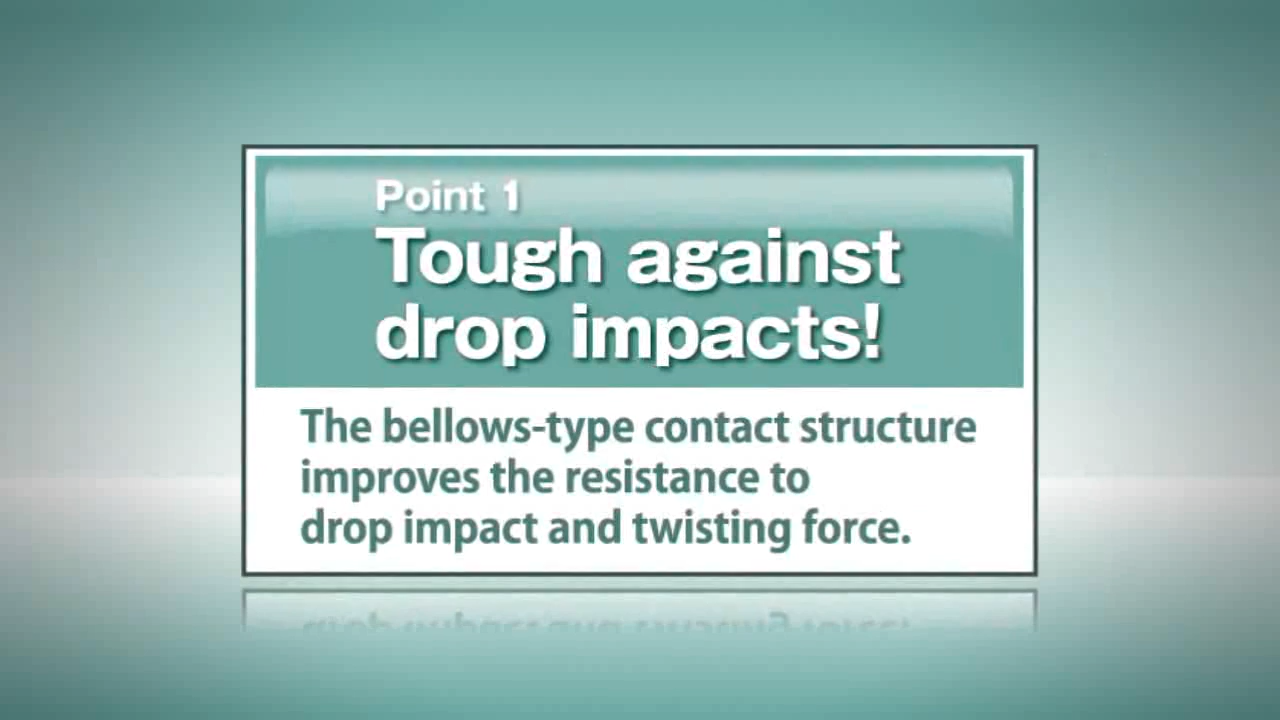 Point 1
Tough against
drop impacts!
The bellows-type contact structure
improves the resistance to
drop impact and twisting force.